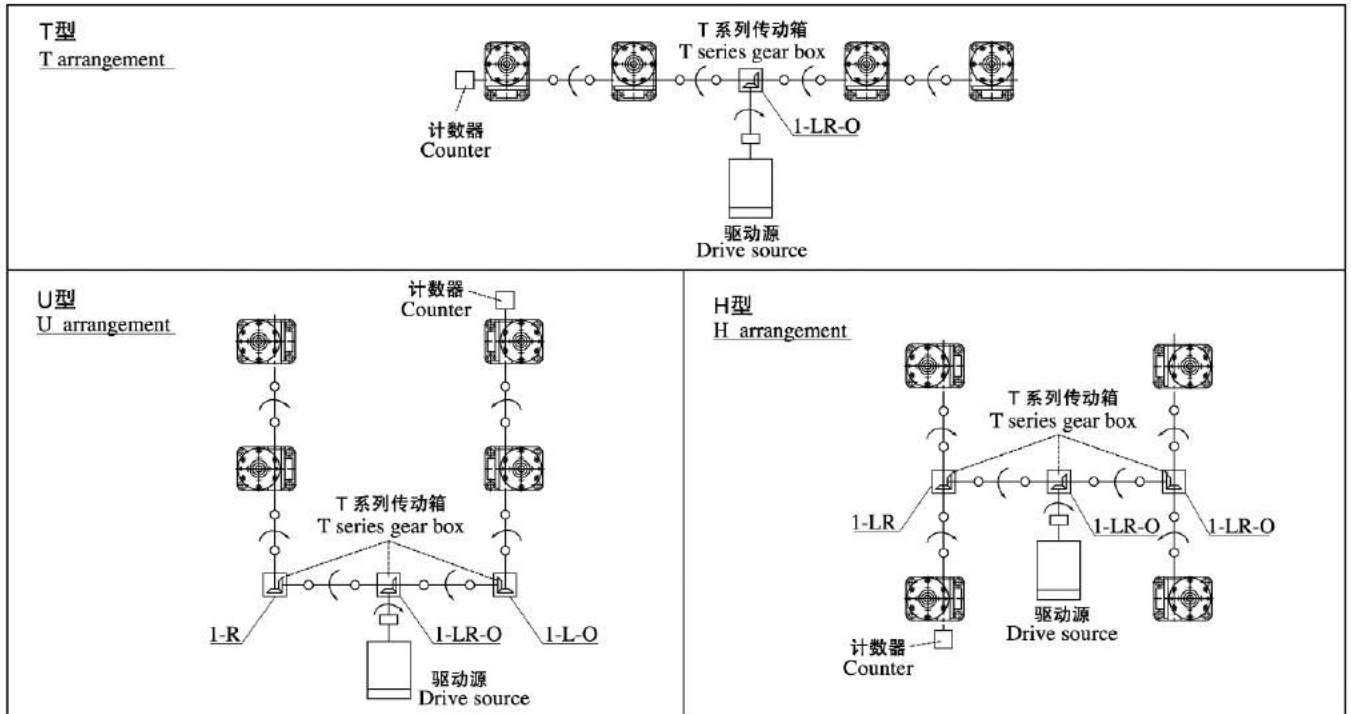 T型
T arrangement
T 系列传动箱
T series gear box
计数器
Counter
1-LR-O
驱动源
Drive source
U型
U arrangement
计数器
Counter
T 系列传动箱
T series gear box
1-R
1-LR-O
1-L-O
驱动源
Drive source
H型
H arrangement
T 系列传动箱
T series gear box
1-LR
1-LR-O
1-LR-O
驱动源
Drive source
计数器
Counter